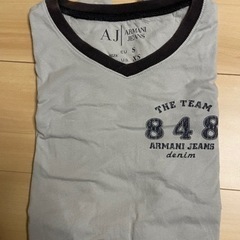 AJ ARMANI
JEANS
S
THE TEAM
848
ARMANI JEANS
denim